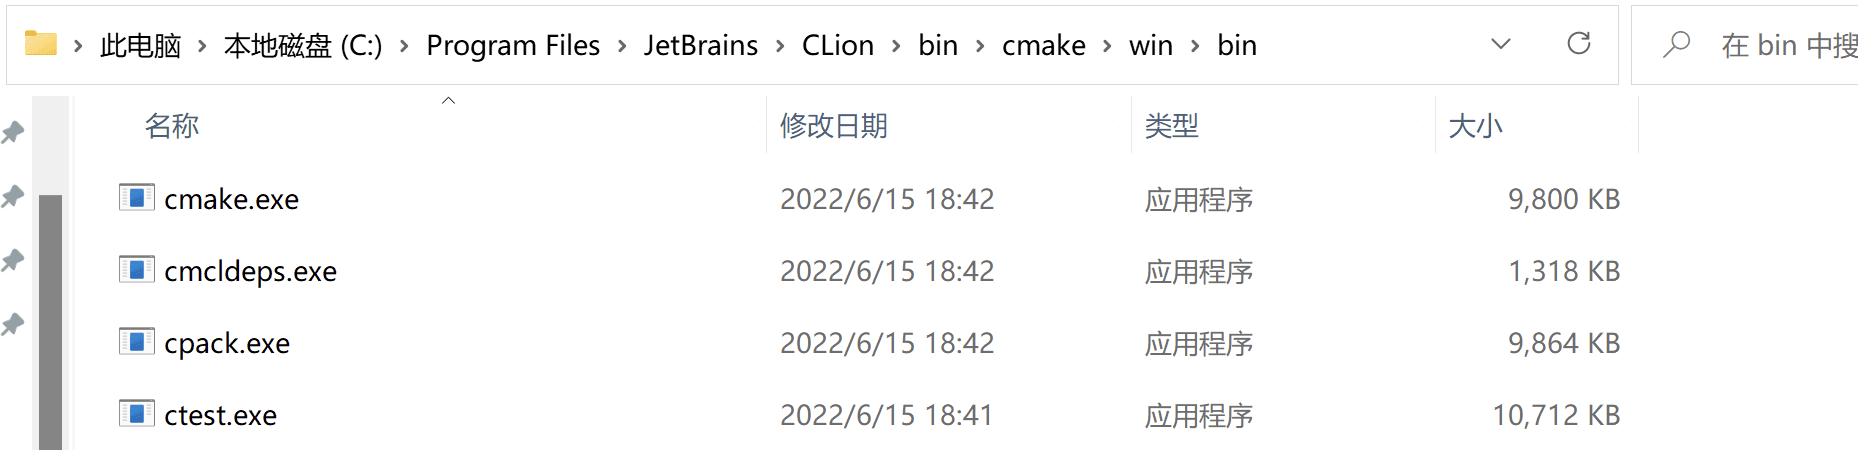 此电脑 › 本地磁盘 (C:) › Program Files › JetBrains › CLion › bin › cmake › win › bin 在 bin 中搜
名称 修改日期 类型 大小
cmake.exe 2022/6/15 18:42 应用程序 9,800 KB
cmcldeps.exe 2022/6/15 18:42 应用程序 1,318 KB
cpack.exe 2022/6/15 18:42 应用程序 9,864 KB
ctest.exe 2022/6/15 18:41 应用程序 10,712 KB